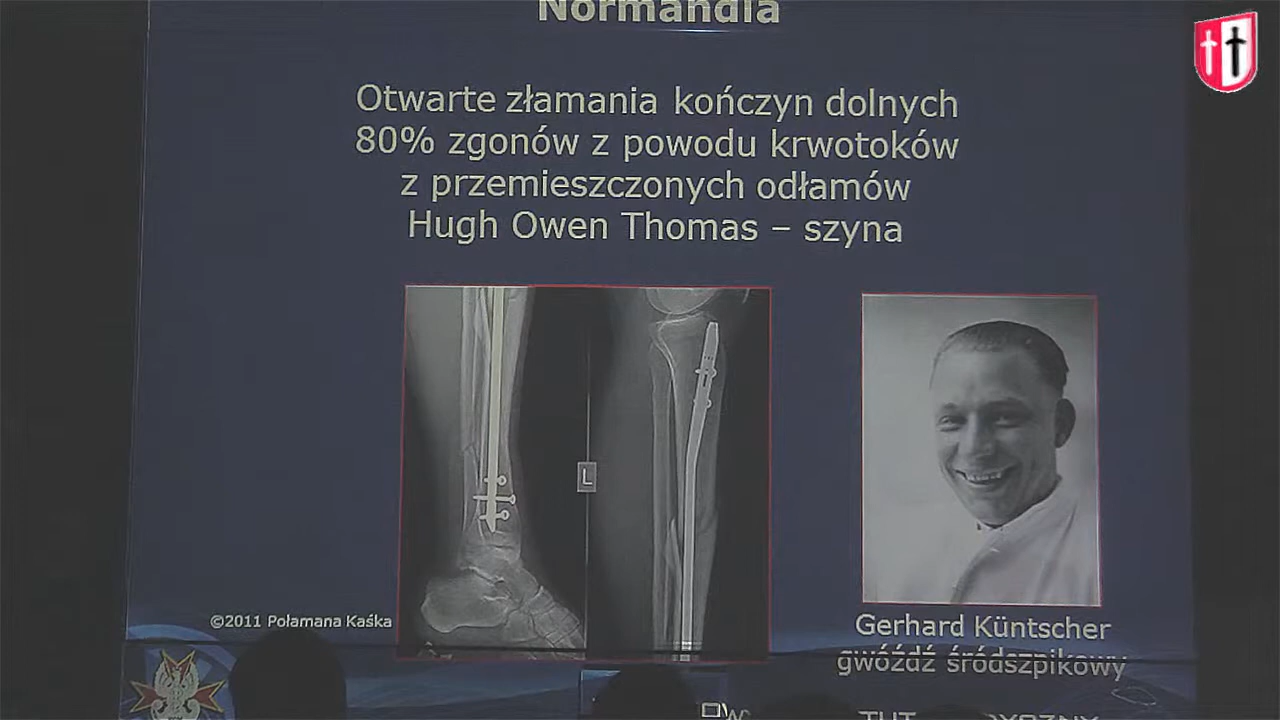 Normandia
Otwarte złamania kończyn dolnych
80% zgonów z powodu krwotoków
z przemieszczonych odłamów
Hugh Owen Thomas – szyna
L
©2011 Połamana Kaśka
Gerhard Küntscher
gwóźdź śródszpikowy